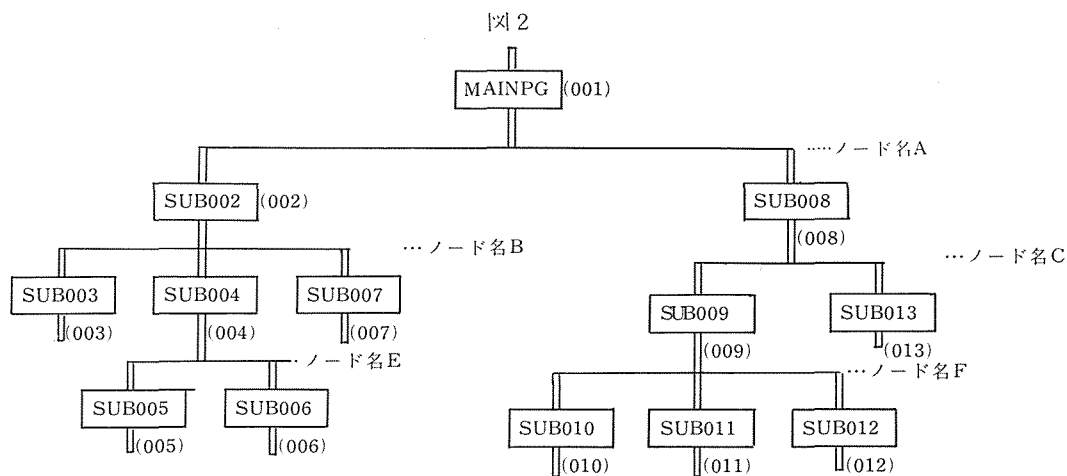 図2
MAINPG (001)
‥‥‥ノード名A
SUB002 (002) SUB008
(008)
…ノード名B …ノード名C
SUB003 SUB004 SUB007 SUB009 SUB013
(003) (004) (007) (009) (013)
‥ノード名E …ノード名F
SUB005 SUB006 SUB010 SUB011 SUB012
(005) (006) (010) (011) (012)